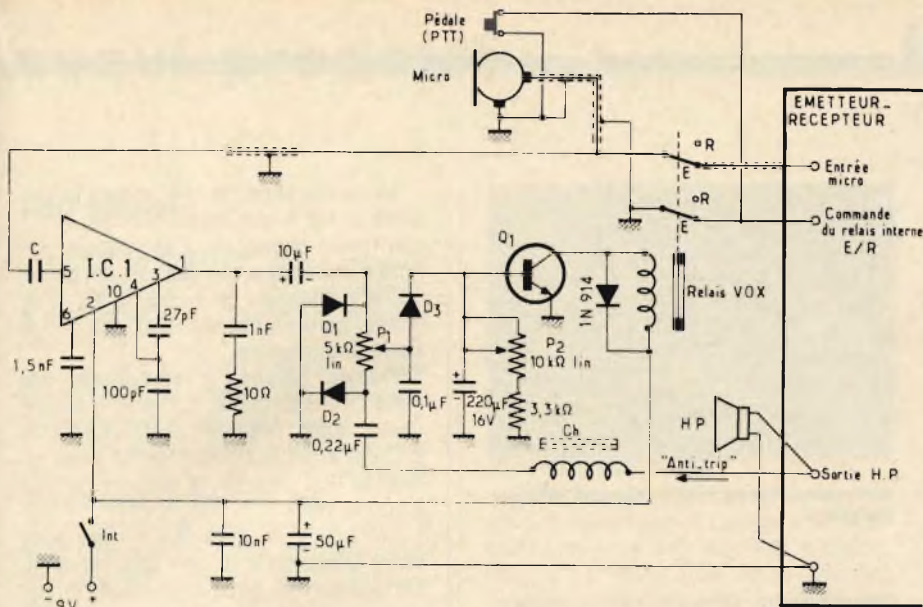 Pédale
(PTT)
Micro
EMETTEUR_
RECEPTEUR
R
E
Entrée
micro
R
E
Commande
du relais interne
E/R
C
5
I.C.1
1
6
2
10
4
3
27pF
1,5nF
100pF
1nF
10Ω
10µF
+
-
D1
P1
5kΩ
lin
D2
0,22µF
D3
0,1µF
Q1
1N 914
Relais VOX
P2
10kΩ lin
+
-
220µF
16V
3,3kΩ
Ch
HP
"Anti_trip"
Sortie H.P
Int
10nF
+
-
50µF
- 9V +